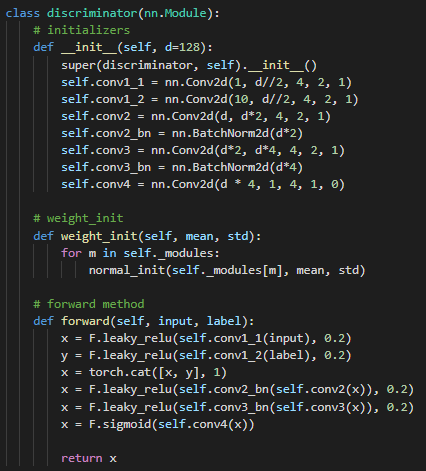 class discriminator(nn.Module):
    # initializers
    def __init__(self, d=128):
        super(discriminator, self).__init__()
        self.conv1_1 = nn.Conv2d(1, d//2, 4, 2, 1)
        self.conv1_2 = nn.Conv2d(10, d//2, 4, 2, 1)
        self.conv2 = nn.Conv2d(d, d*2, 4, 2, 1)
        self.conv2_bn = nn.BatchNorm2d(d*2)
        self.conv3 = nn.Conv2d(d*2, d*4, 4, 2, 1)
        self.conv3_bn = nn.BatchNorm2d(d*4)
        self.conv4 = nn.Conv2d(d * 4, 1, 4, 1, 0)
    # weight_init
    def weight_init(self, mean, std):
        for m in self._modules:
            normal_init(self._modules[m], mean, std)
    # forward method
    def forward(self, input, label):
        x = F.leaky_relu(self.conv1_1(input), 0.2)
        y = F.leaky_relu(self.conv1_2(label), 0.2)
        x = torch.cat([x, y], 1)
        x = F.leaky_relu(self.conv2_bn(self.conv2(x)), 0.2)
        x = F.leaky_relu(self.conv3_bn(self.conv3(x)), 0.2)
        x = F.sigmoid(self.conv4(x))
        return x